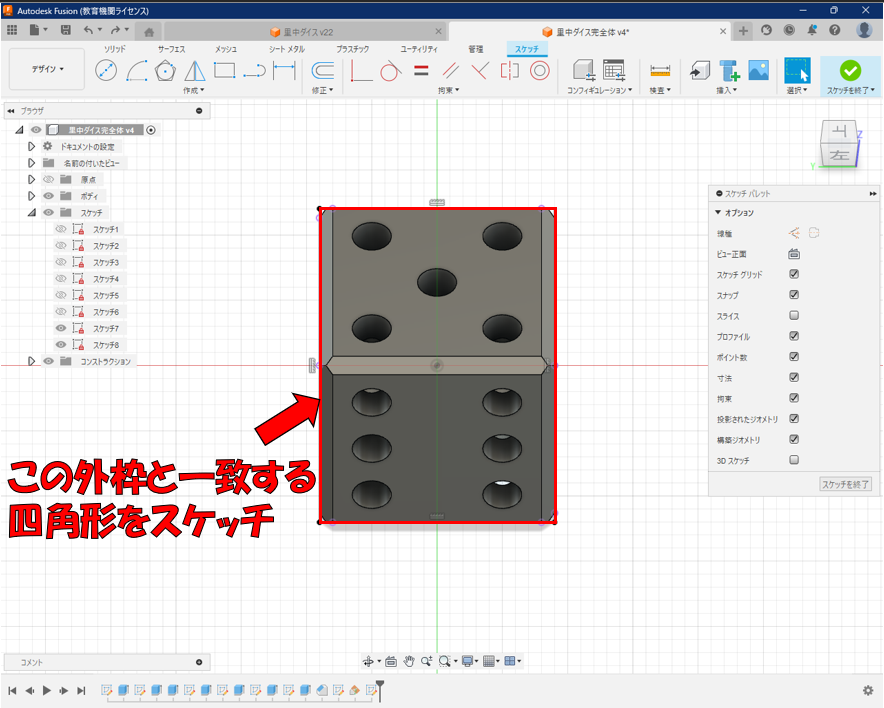 Autodesk Fusion (教育機関ライセンス)
里中ダイス v22
里中ダイス完全体 v4*
ソリッド サーフェス メッシュ シート メタル プラスチック ユーティリティ 管理 スケッチ
デザイン
作成 修正 拘束 コンフィギュレーション 検査 挿入 選択 スケッチを終了
ブラウザ
里中ダイス完全体 v4
ドキュメントの設定
名前の付いたビュー
原点
ボディ
スケッチ
スケッチ1
スケッチ2
スケッチ3
スケッチ4
スケッチ5
スケッチ6
スケッチ7
スケッチ8
コンストラクション
上
左
Z
Y
スケッチ パレット
オプション
線種
ビュー正面
スケッチ グリッド
スナップ
スライス
プロファイル
ポイント数
寸法
拘束
投影されたジオメトリ
構築ジオメトリ
3D スケッチ
スケッチを終了
この外枠と一致する
四角形をスケッチ
コメント